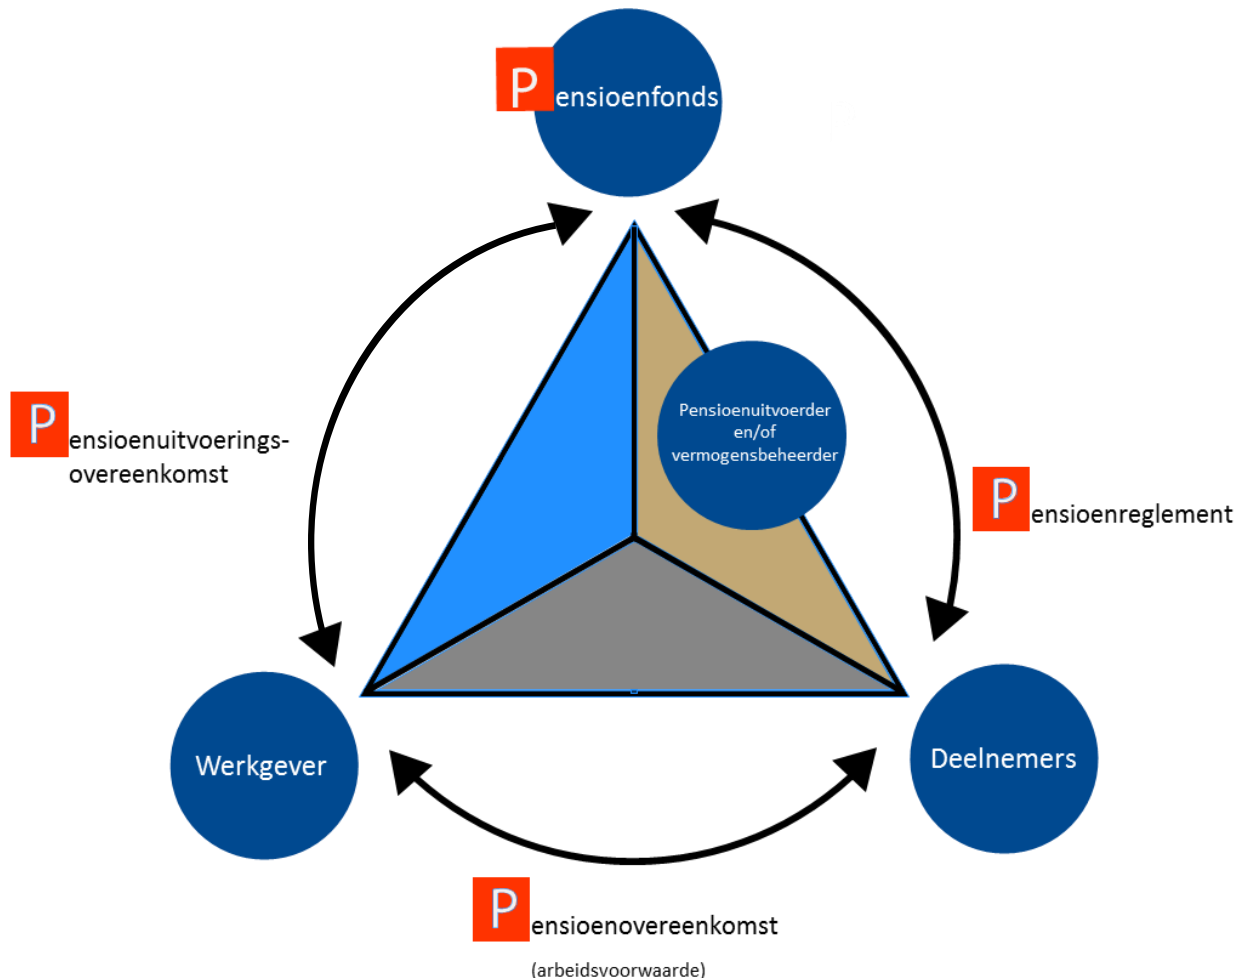 Pensioenfonds
Pensioenuitvoerder
en/of
vermogensbeheerder
Pensioenuitvoerings-
overeenkomst
Pensioenreglement
Werkgever
Deelnemers
Pensioenovereenkomst
(arbeidsvoorwaarde)